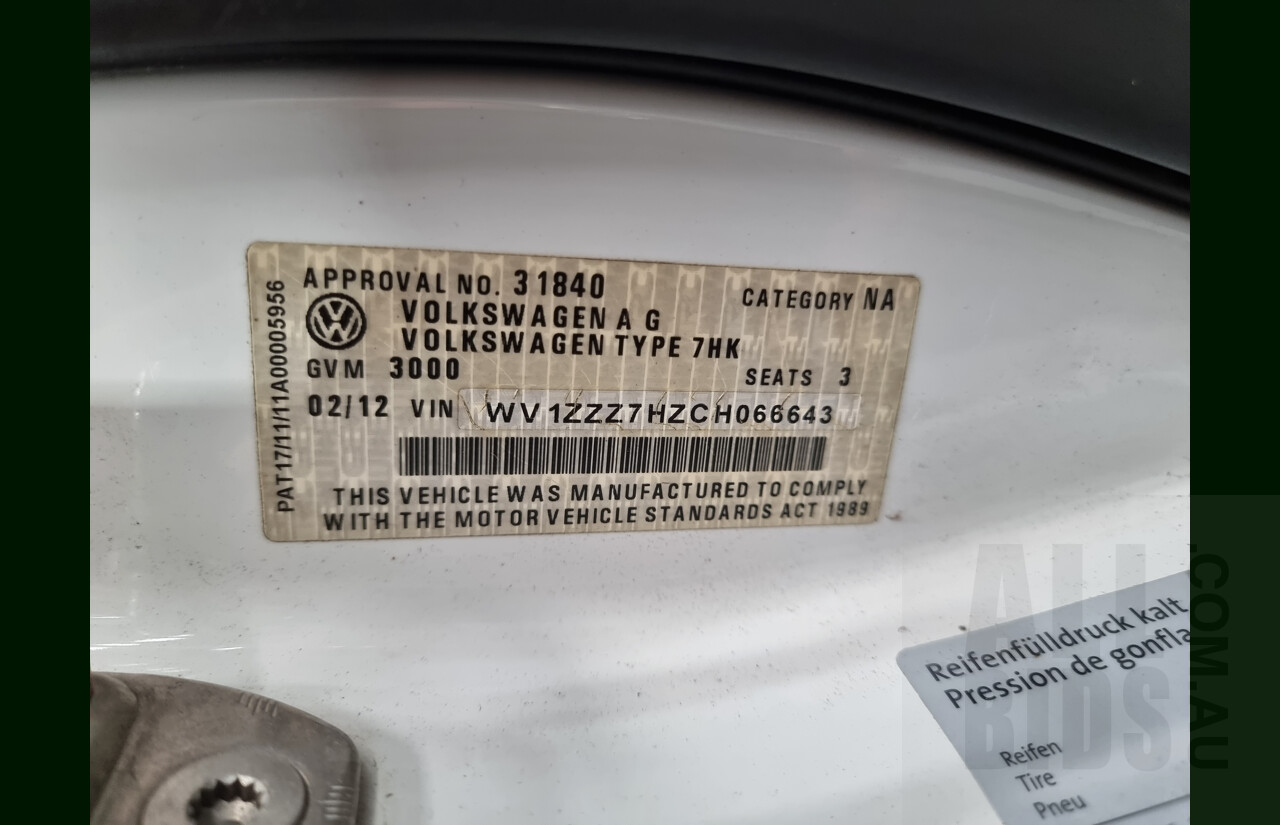 APPROVAL NO. 31840
CATEGORY NA
VOLKSWAGEN AG
VOLKSWAGEN TYPE 7HK
GVM 3000
SEATS 3
02/12 VIN WV1ZZZ7HZCH066643
THIS VEHICLE WAS MANUFACTURED TO COMPLY
WITH THE MOTOR VEHICLE STANDARDS ACT 1989
PAT17/11/11A00005956
Reifenfülldruck kalt
Pression de gonfla
Reifen
Tire
Pneu
ALL
BIDS
.COM.AU